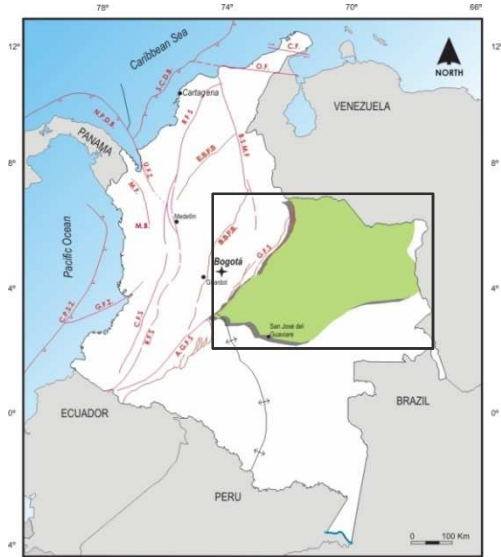 78°
74°
70°
66°
12°
12°
Caribbean Sea
C.F.
O.F.
NORTH
S.C.D.B.
Cartagena
VENEZUELA
N.P.D.B.
R.F.S.
PANAMA
B.S.M.F.
U.F.Z.
E.B.F.B.
8°
8°
M.F.
M.B.
Medellin
B.B.F.B.
G.F.S.
Pacific Ocean
Bogotá
Girardot
4°
4°
C.P.S.Z.
G.F.Z.
San José del
Guaviare
C.F.S.
R.F.S.
A.G.F.S.
ECUADOR
0°
0°
BRAZIL
PERU
4°
4°
0 100 Km